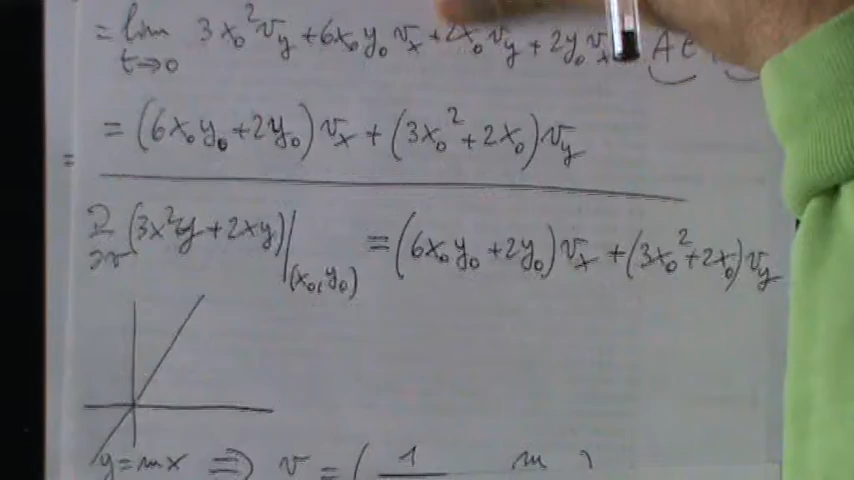 = lim t→0 3x₀²v_y + 6x₀y₀v_x + 2x₀v_y + 2y₀v_x
= (6x₀y₀ + 2y₀)v_x + (3x₀² + 2x₀)v_y
=
∂/∂v (3x²y + 2xy)|(x₀, y₀) = (6x₀y₀ + 2y₀)v_x + (3x₀² + 2x₀)v_y
y = mx ⇒ v = ( 1 m )